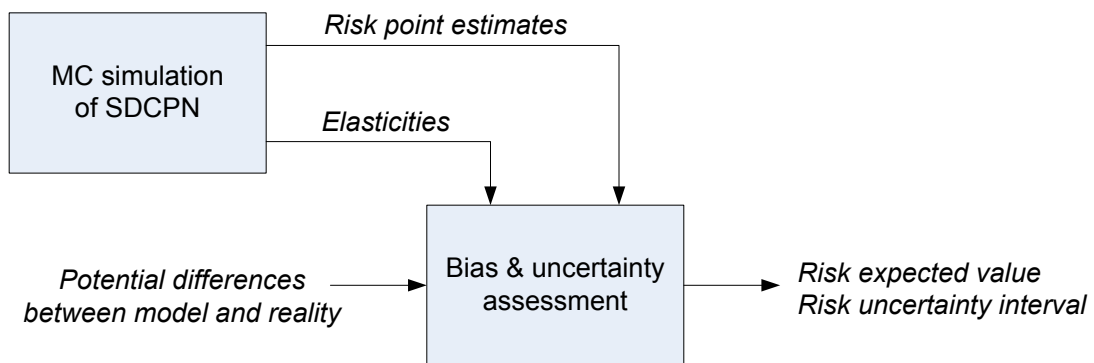 Risk point estimates
MC simulation
of SDCPN
Elasticities
Potential differences
between model and reality
Bias & uncertainty
assessment
Risk expected value
Risk uncertainty interval